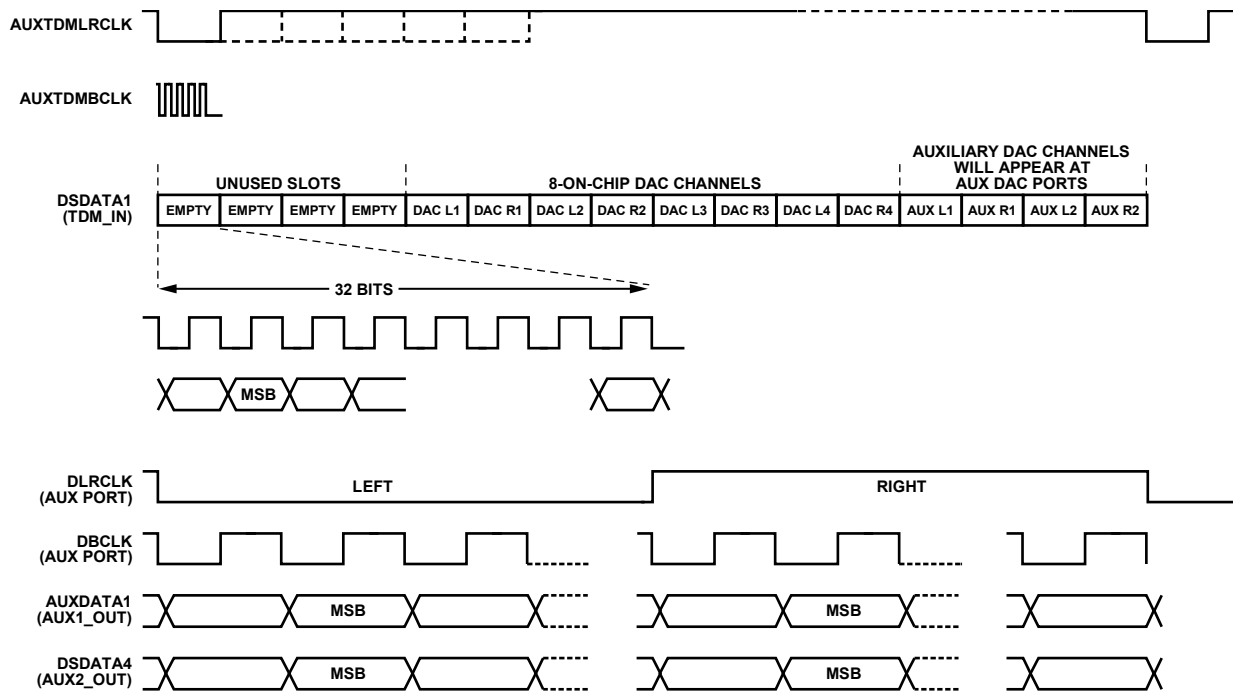 AUXTDMLRCLK
AUXTDMBCLK
AUXILIARY DAC CHANNELS
WILL APPEAR AT
AUX DAC PORTS
UNUSED SLOTS
8-ON-CHIP DAC CHANNELS
DSDATA1
(TDM_IN)
EMPTY EMPTY EMPTY EMPTY DAC L1 DAC R1 DAC L2 DAC R2 DAC L3 DAC R3 DAC L4 DAC R4 AUX L1 AUX R1 AUX L2 AUX R2
32 BITS
MSB
DLRCLK
(AUX PORT)
LEFT
RIGHT
DBCLK
(AUX PORT)
AUXDATA1
(AUX1_OUT)
MSB
MSB
DSDATA4
(AUX2_OUT)
MSB
MSB